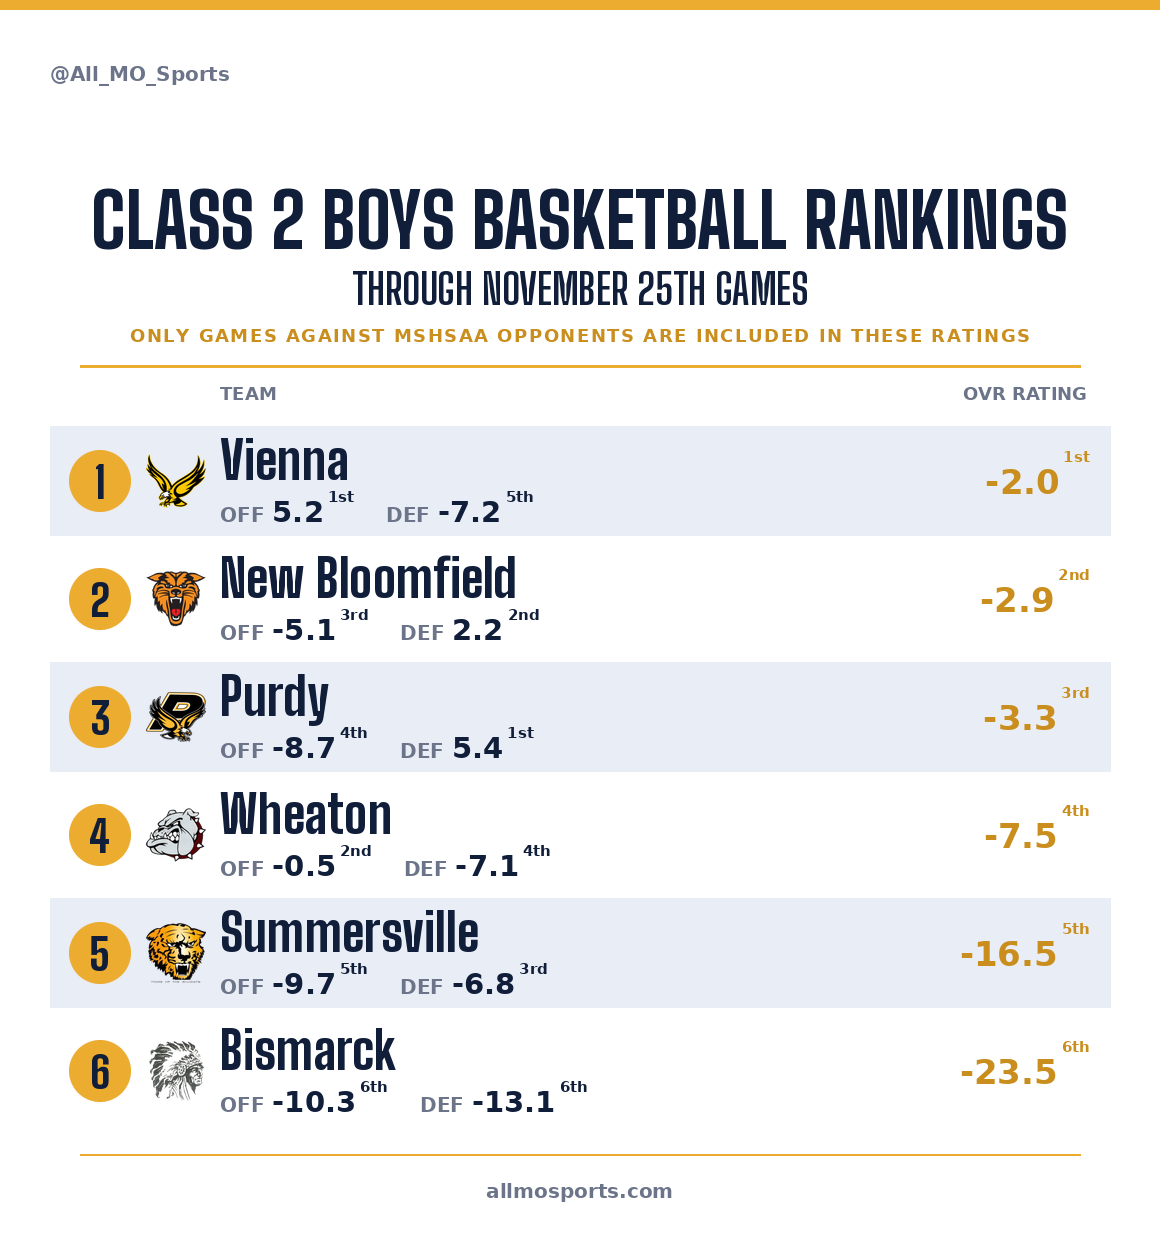 @All_MO_Sports
CLASS 2 BOYS BASKETBALL RANKINGS
THROUGH NOVEMBER 25TH GAMES
ONLY GAMES AGAINST MSHSAA OPPONENTS ARE INCLUDED IN THESE RATINGS
TEAM OVR RATING
1 Vienna -2.0 1st
OFF 5.2 1st DEF -7.2 5th
2 New Bloomfield -2.9 2nd
OFF -5.1 3rd DEF 2.2 2nd
3 Purdy -3.3 3rd
OFF -8.7 4th DEF 5.4 1st
4 Wheaton -7.5 4th
OFF -0.5 2nd DEF -7.1 4th
5 Summersville -16.5 5th
OFF -9.7 5th DEF -6.8 3rd
6 Bismarck -23.5 6th
OFF -10.3 6th DEF -13.1 6th
allmosports.com